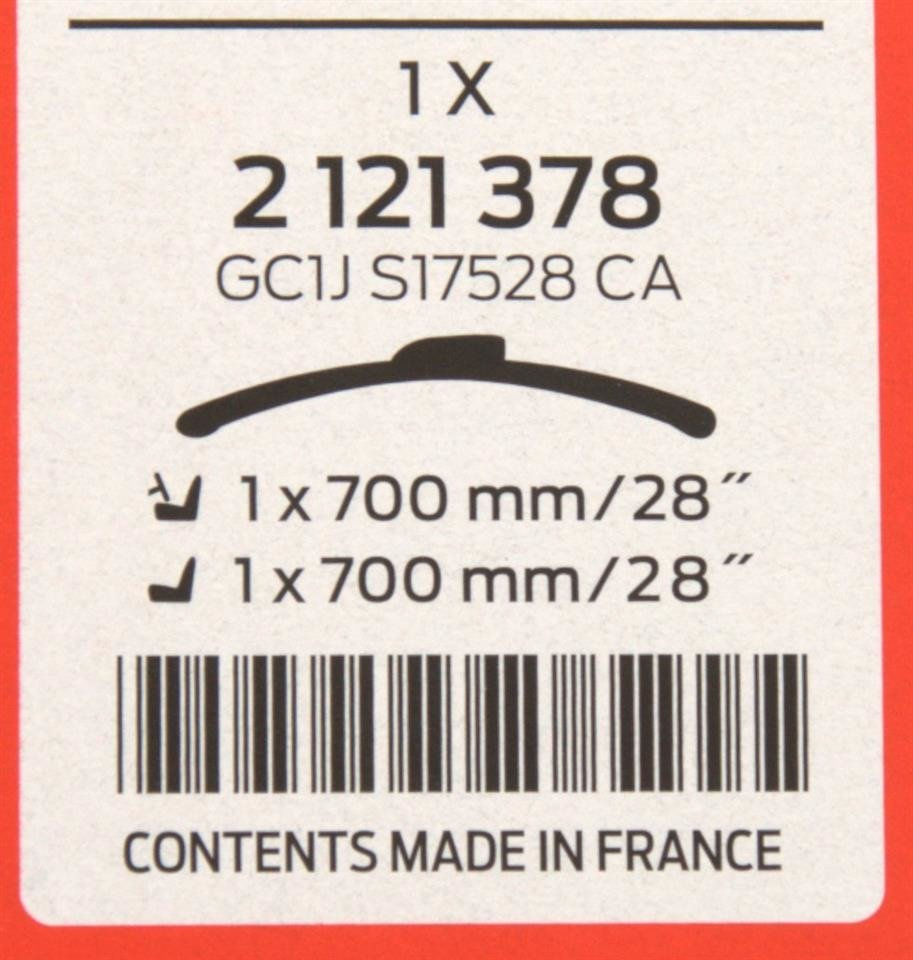 1 X
2 121 378
GC1J S17528 CA
1 x 700 mm/28″
1 x 700 mm/28″
CONTENTS MADE IN FRANCE